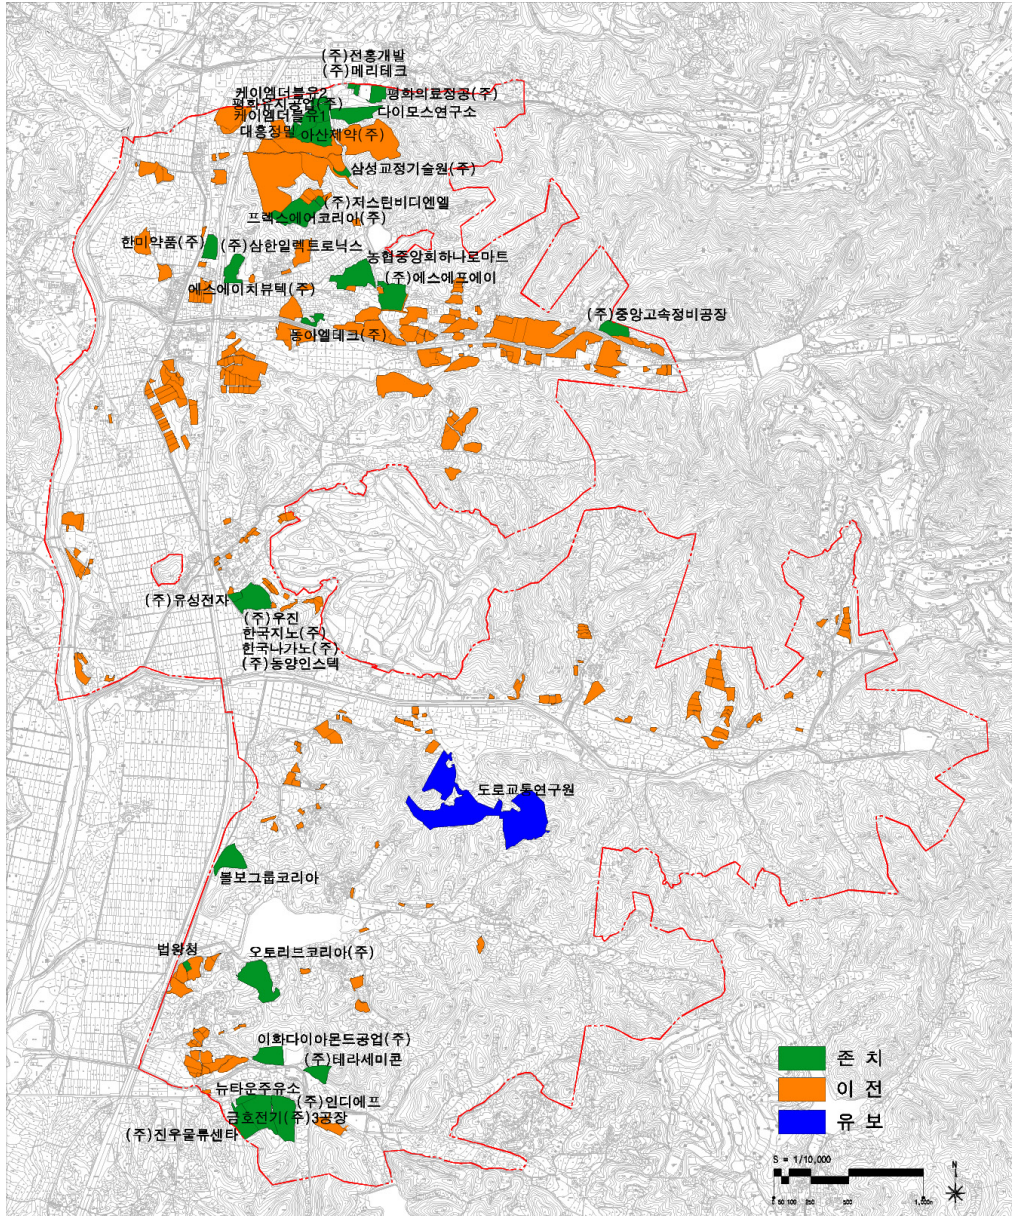 (주)전홍개발
(주)메리테크
케이엠더블유2
평화의료정공(주)
평화유지공업(주)
케이엠더블유1
다이모스연구소
대흥정밀
아산제약(주)
삼성교정기술원(주)
(주)저스틴비디엔엘
프렉스에어코리아(주)
한미약품(주)
(주)삼한일렉트로닉스
농협중앙회하나로마트
(주)에스에프에이
에스에이치뷰텍(주)
(주)중앙고속정비공장
동아엘테크(주)
(주)유성전자
(주)우진
한국지노(주)
한국나가노(주)
(주)동양인스텍
도로교통연구원
볼보그룹코리아
법왕청
오토리브코리아(주)
이화다이아몬드공업(주)
(주)테라세미콘
뉴타운주유소
(주)인디에프
금호전기(주)3공장
(주)진우물류센타
존 치
이 전
유 보
S = 1/10,000
N
0 50 100 250 500 1,000m